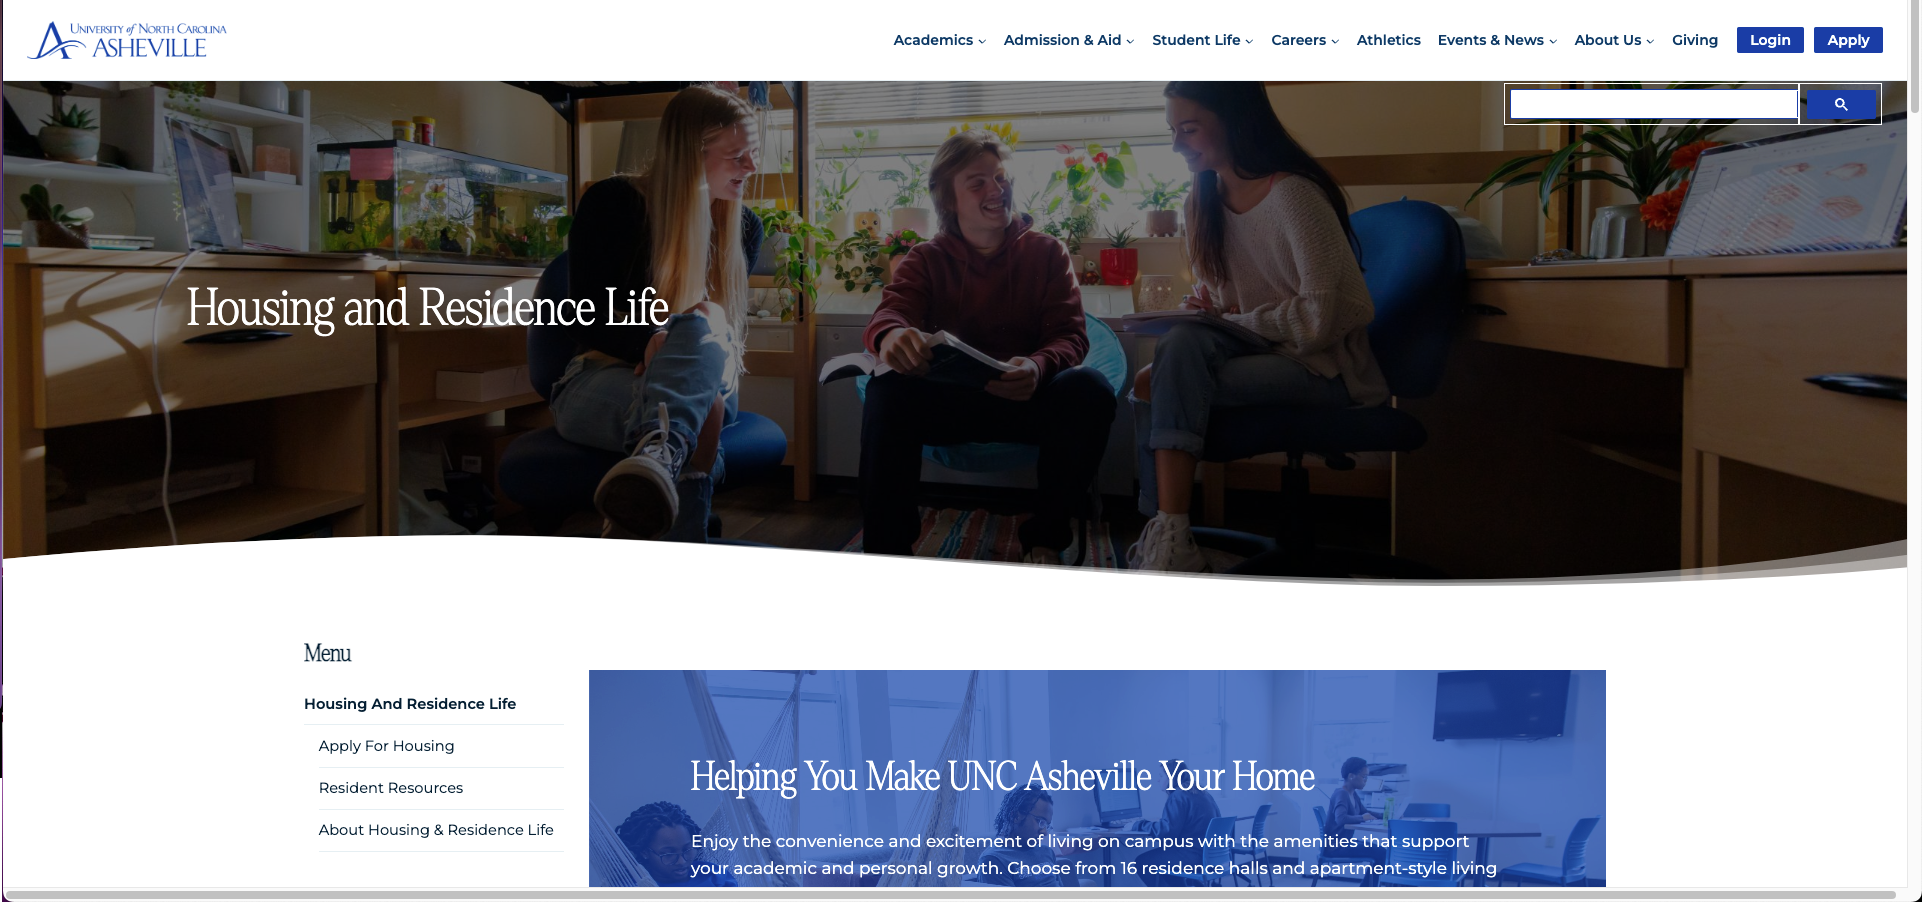 UNIVERSITY of NORTH CAROLINA
ASHEVILLE
Academics
Admission & Aid
Student Life
Careers
Athletics
Events & News
About Us
Giving
Login
Apply
Housing and Residence Life
Menu
Housing And Residence Life
Apply For Housing
Resident Resources
About Housing & Residence Life
Helping You Make UNC Asheville Your Home
Enjoy the convenience and excitement of living on campus with the amenities that support
your academic and personal growth. Choose from 16 residence halls and apartment-style living